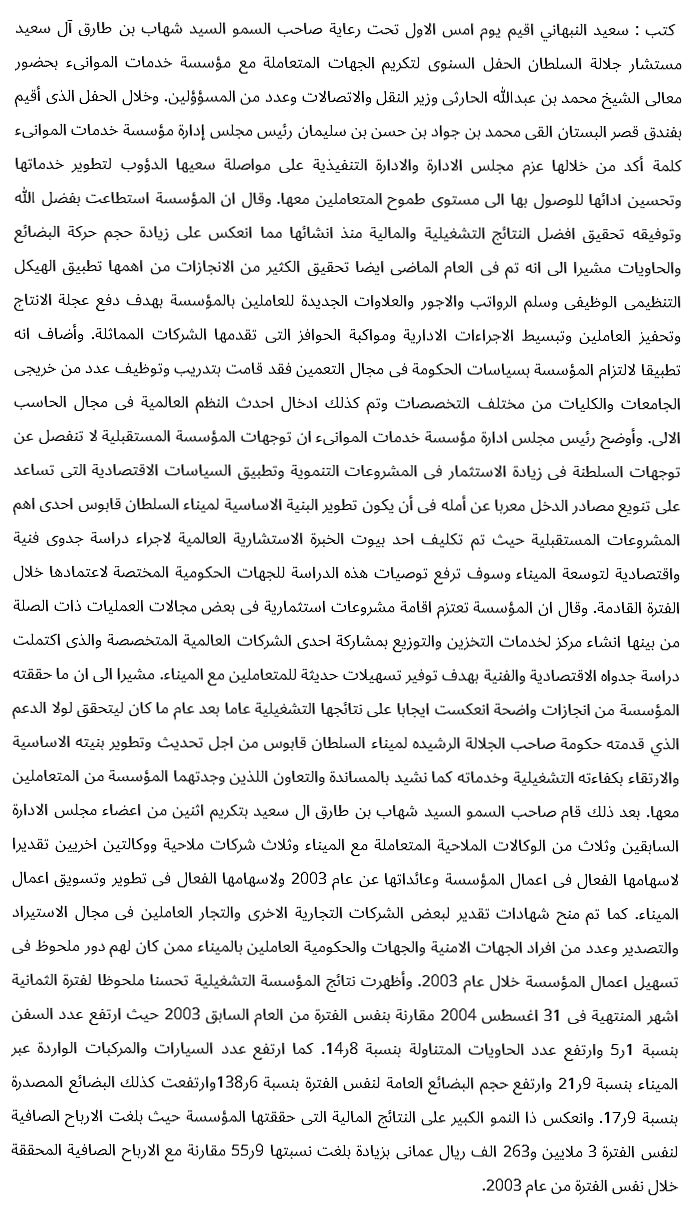 كتب : سعيد النبهاني اقيم يوم امس الاول تحت رعاية صاحب السمو السيد شهاب بن طارق آل سعيد
مستشار جلالة السلطان الحفل السنوى لتكريم الجهات المتعاملة مع مؤسسة خدمات الموانىء بحضور
معالى الشيخ محمد بن عبدالله الحارثى وزير النقل والاتصالات وعدد من المسؤؤلين. وخلال الحفل الذى أقيم
بفندق قصر البستان القى محمد بن جواد بن حسن بن سليمان رئيس مجلس إدارة مؤسسة خدمات الموانىء
كلمة أكد من خلالها عزم مجلس الادارة والادارة التنفيذية على مواصلة سعيها الدؤوب لتطوير خدماتها
وتحسين ادائها للوصول بها الى مستوى طموح المتعاملين معها. وقال ان المؤسسة استطاعت بفضل الله
وتوفيقه تحقيق افضل النتائج التشغيلية والمالية منذ انشائها مما انعكس على زيادة حجم حركة البضائع
والحاويات مشيرا الى انه تم فى العام الماضى ايضا تحقيق الكثير من الانجازات من اهمها تطبيق الهيكل
التنظيمى الوظيفى وسلم الرواتب والاجور والعلاوات الجديدة للعاملين بالمؤسسة بهدف دفع عجلة الانتاج
وتحفيز العاملين وتبسيط الاجراءات الادارية ومواكبة الحوافز التى تقدمها الشركات المماثلة. وأضاف انه
تطبيقا لالتزام المؤسسة بسياسات الحكومة فى مجال التعمين فقد قامت بتدريب وتوظيف عدد من خريجى
الجامعات والكليات من مختلف التخصصات وتم كذلك ادخال احدث النظم العالمية فى مجال الحاسب
الالى. وأوضح رئيس مجلس ادارة مؤسسة خدمات الموانىء ان توجهات المؤسسة المستقبلية لا تنفصل عن
توجهات السلطنة فى زيادة الاستثمار فى المشروعات التنموية وتطبيق السياسات الاقتصادية التى تساعد
على تنويع مصادر الدخل معربا عن أمله فى أن يكون تطوير البنية الاساسية لميناء السلطان قابوس احدى اهم
المشروعات المستقبلية حيث تم تكليف احد بيوت الخبرة الاستشارية العالمية لاجراء دراسة جدوى فنية
واقتصادية لتوسعة الميناء وسوف ترفع توصيات هذه الدراسة للجهات الحكومية المختصة لاعتمادها خلال
الفترة القادمة. وقال ان المؤسسة تعتزم اقامة مشروعات استثمارية فى بعض مجالات العمليات ذات الصلة
من بينها انشاء مركز لخدمات التخزين والتوزيع بمشاركة احدى الشركات العالمية المتخصصة والذى اكتملت
دراسة جدواه الاقتصادية والفنية بهدف توفير تسهيلات حديثة للمتعاملين مع الميناء. مشيرا الى ان ما حققته
المؤسسة من انجازات واضحة انعكست ايجابا على نتائجها التشغيلية عاما بعد عام ما كان ليتحقق لولا الدعم
الذي قدمته حكومة صاحب الجلالة الرشيده لميناء السلطان قابوس من اجل تحديث وتطوير بنيته الاساسية
والارتقاء بكفاءته التشغيلية وخدماته كما نشيد بالمساندة والتعاون اللذين وجدتهما المؤسسة من المتعاملين
معها. بعد ذلك قام صاحب السمو السيد شهاب بن طارق ال سعيد بتكريم اثنين من اعضاء مجلس الادارة
السابقين وثلاث من الوكالات الملاحية المتعاملة مع الميناء وثلاث شركات ملاحية ووكالتين اخريين تقديرا
لاسهامها الفعال فى اعمال المؤسسة وعائداتها عن عام 2003 ولاسهامها الفعال فى تطوير وتسويق اعمال
الميناء. كما تم منح شهادات تقدير لبعض الشركات التجارية الاخرى والتجار العاملين فى مجال الاستيراد
والتصدير وعدد من افراد الجهات الامنية والجهات والحكومية العاملين بالميناء ممن كان لهم دور ملحوظ فى
تسهيل اعمال المؤسسة خلال عام 2003. وأظهرت نتائج المؤسسة التشغيلية تحسنا ملحوظا لفترة الثمانية
اشهر المنتهية فى 31 اغسطس 2004 مقارنة بنفس الفترة من العام السابق 2003 حيث ارتفع عدد السفن
بنسبة 1ر5 وارتفع عدد الحاويات المتناولة بنسبة 8ر14. كما ارتفع عدد السيارات والمركبات الواردة عبر
الميناء بنسبة 9ر21 وارتفع حجم البضائع العامة لنفس الفترة بنسبة 6ر138وارتفعت كذلك البضائع المصدرة
بنسبة 9ر17. وانعكس ذا النمو الكبير على النتائج المالية التى حققتها المؤسسة حيث بلغت الارباح الصافية
لنفس الفترة 3 ملايين و263 الف ريال عمانى بزيادة بلغت نسبتها 9ر55 مقارنة مع الارباح الصافية المحققة
خلال نفس الفترة من عام 2003.